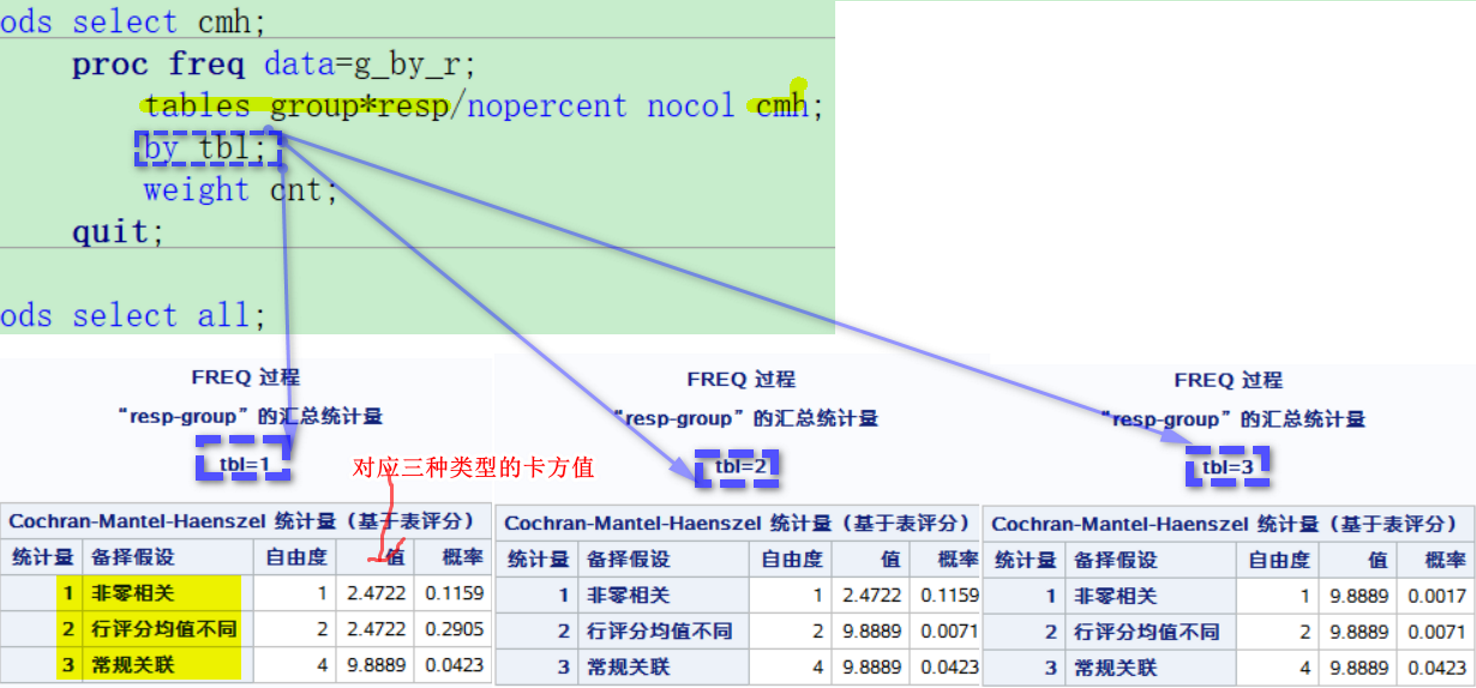 ods select cmh;
proc freq data=g_by_r;
tables group*resp/nopercent nocol cmh;
by tbl;
weight cnt;
quit;
ods select all;
FREQ 过程
“resp-group”的汇总统计量
tbl=1
对应三种类型的卡方值
Cochran-Mantel-Haenszel 统计量（基于表评分）
统计量 备择假设 自由度 值 概率
1 非零相关 1 2.4722 0.1159
2 行评分均值不同 2 2.4722 0.2905
3 常规关联 4 9.8889 0.0423
FREQ 过程
“resp-group”的汇总统计量
tbl=2
Cochran-Mantel-Haenszel 统计量（基于表评分）
统计量 备择假设 自由度 值 概率
1 非零相关 1 2.4722 0.1159
2 行评分均值不同 2 9.8889 0.0071
3 常规关联 4 9.8889 0.0423
FREQ 过程
“resp-group”的汇总统计量
tbl=3
Cochran-Mantel-Haenszel 统计量（基于表评分）
统计量 备择假设 自由度 值 概率
1 非零相关 1 9.8889 0.0017
2 行评分均值不同 2 9.8889 0.0071
3 常规关联 4 9.8889 0.0423